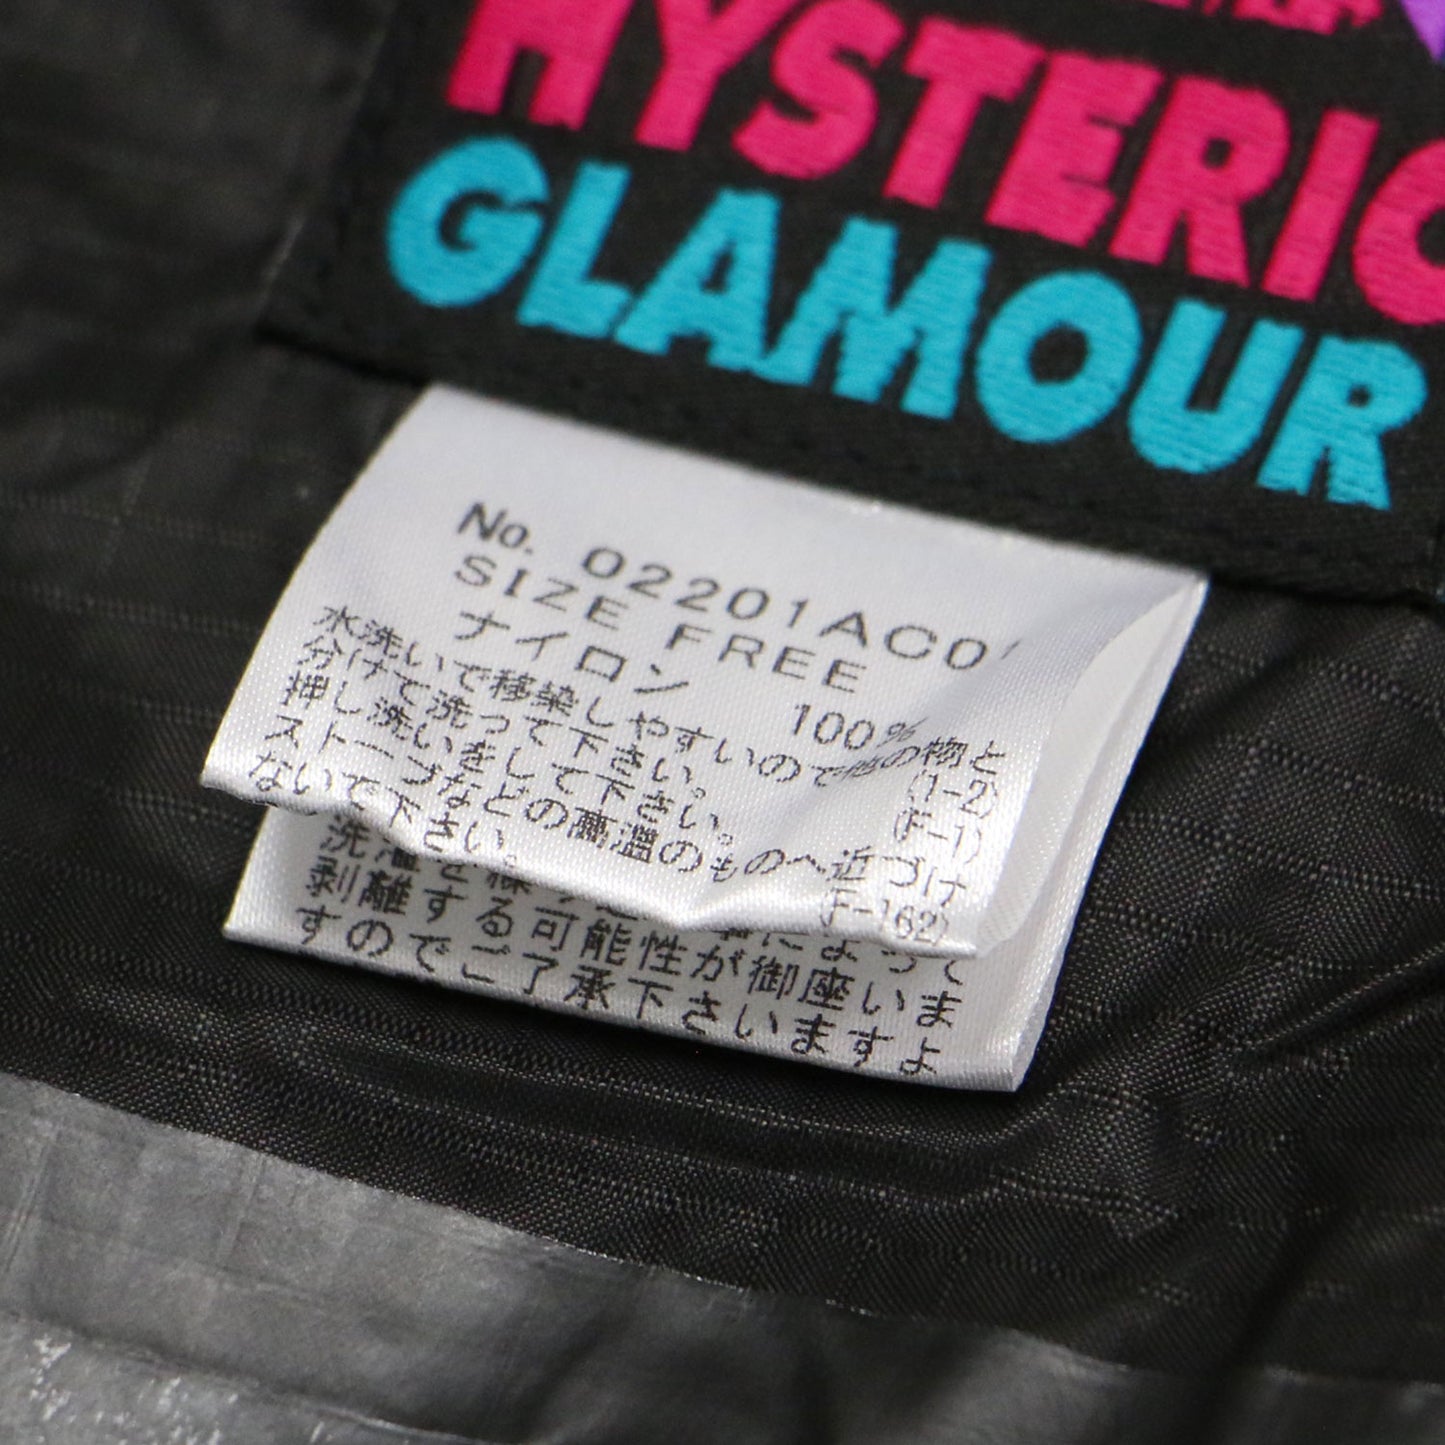 HYSTERIC
GLAMOUR
No. 02201AC0
SIZE FREE
ナイロン 100%
水洗いで移染しやすいので他の物と
分けて洗って下さい。 (1-2)
押し洗いをして下さい。 (F-1)
ストーブなどの高温のものへ近づけ
ないで下さい。 (F-162)
剥離する可能性が御座いま
すのでご了承下さいますよ